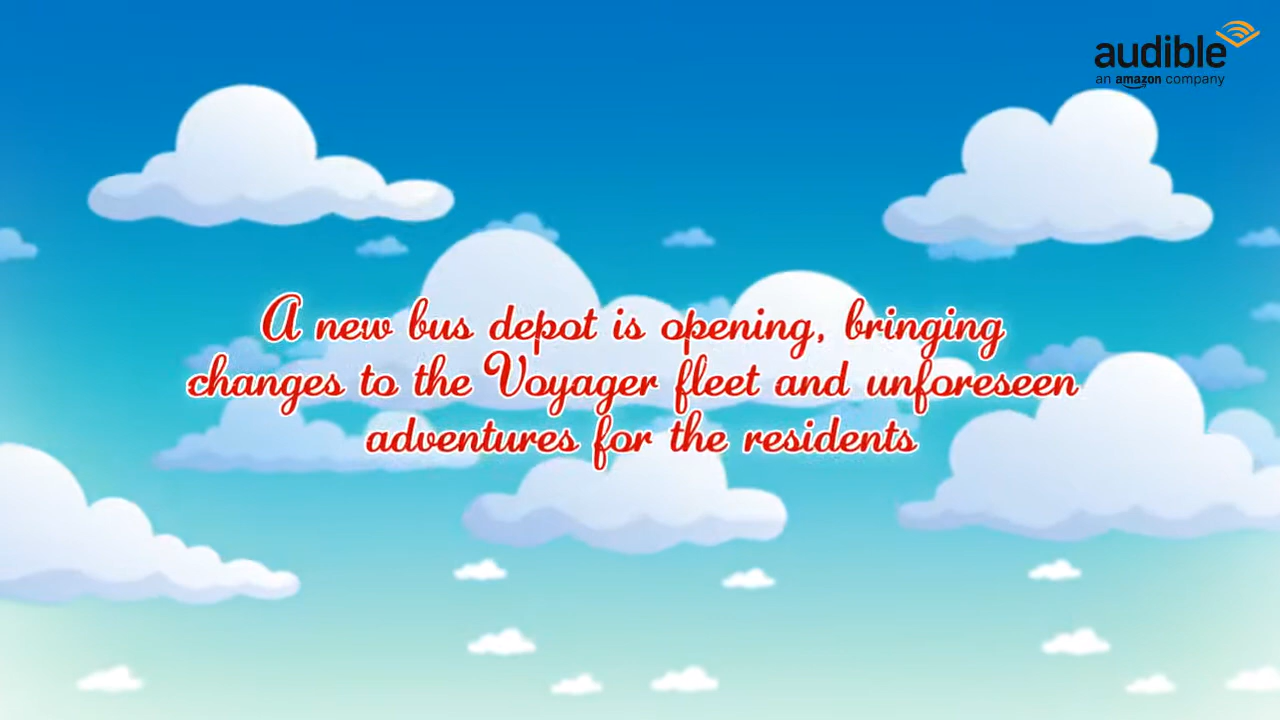 audible
an amazon company
A new bus depot is opening, bringing
changes to the Voyager fleet and unforeseen
adventures for the residents